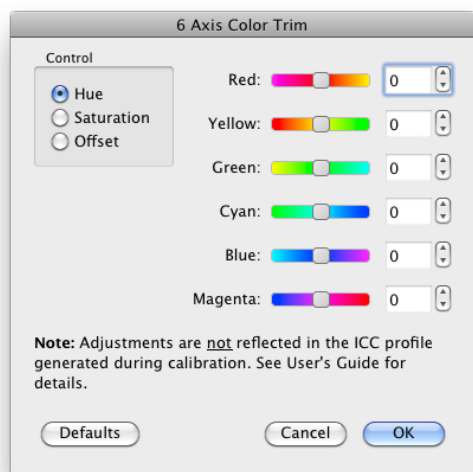 6 Axis Color Trim
Control
Hue
Saturation
Offset
Red: 0
Yellow: 0
Green: 0
Cyan: 0
Blue: 0
Magenta: 0
Note: Adjustments are not reflected in the ICC profile
generated during calibration. See User's Guide for
details.
Defaults Cancel OK